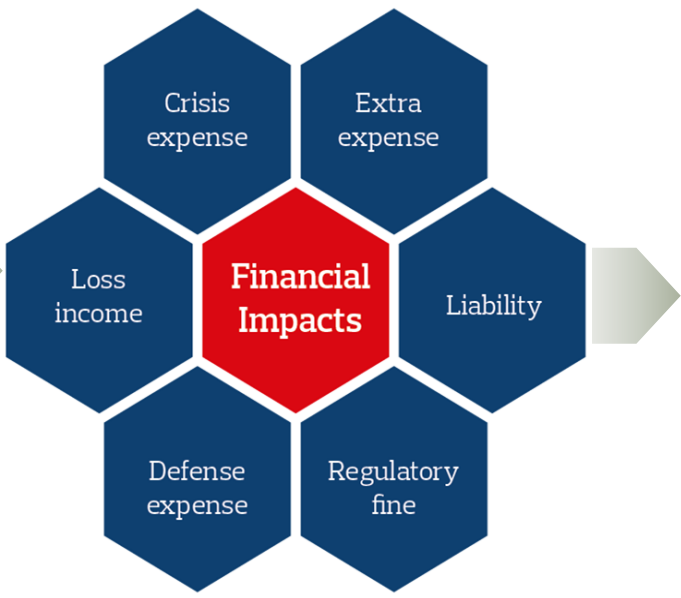 Crisis
expense
Extra
expense
Loss
income
Financial
Impacts
Liability
Defense
expense
Regulatory
fine